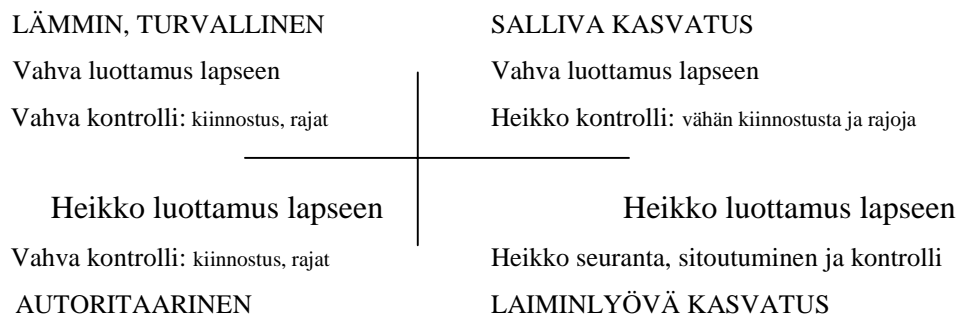 LÄMMIN, TURVALLINEN
Vahva luottamus lapseen
Vahva kontrolli: kiinnostus, rajat
SALLIVA KASVATUS
Vahva luottamus lapseen
Heikko kontrolli: vähän kiinnostusta ja rajoja
Heikko luottamus lapseen
Vahva kontrolli: kiinnostus, rajat
AUTORITAARINEN
Heikko luottamus lapseen
Heikko seuranta, sitoutuminen ja kontrolli
LAIMINLYÖVÄ KASVATUS